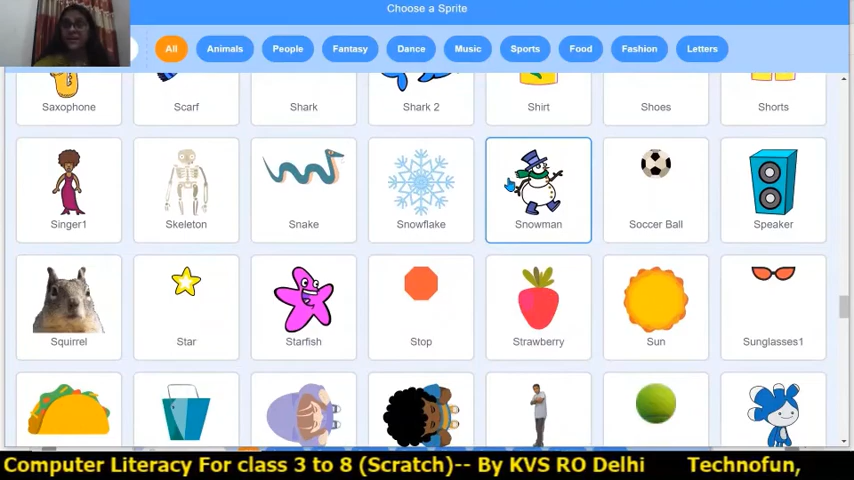 Choose a Sprite
All Animals People Fantasy Dance Music Sports Food Fashion Letters
Saxophone Scarf Shark Shark 2 Shirt Shoes Shorts
Singer1 Skeleton Snake Snowflake Snowman Soccer Ball Speaker
Squirrel Star Starfish Stop Strawberry Sun Sunglasses1
Computer Literacy For class 3 to 8 (Scratch)-- By KVS RO Delhi Technofun,